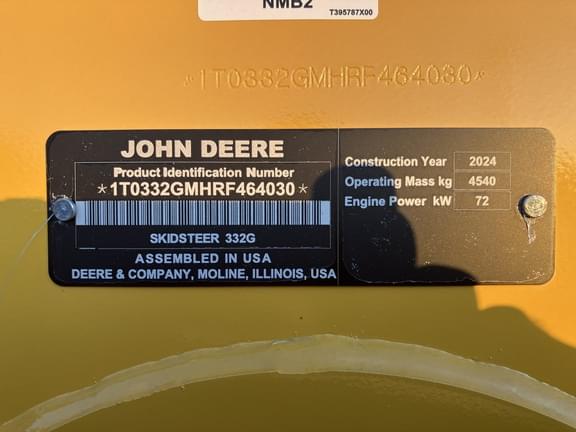 NMB2
T395787X00
*1T0332GMHRF464030*
JOHN DEERE
Product Identification Number
*1T0332GMHRF464030*
SKIDSTEER 332G
ASSEMBLED IN USA
DEERE & COMPANY, MOLINE, ILLINOIS, USA
Construction Year 2024
Operating Mass kg 4540
Engine Power kW 72